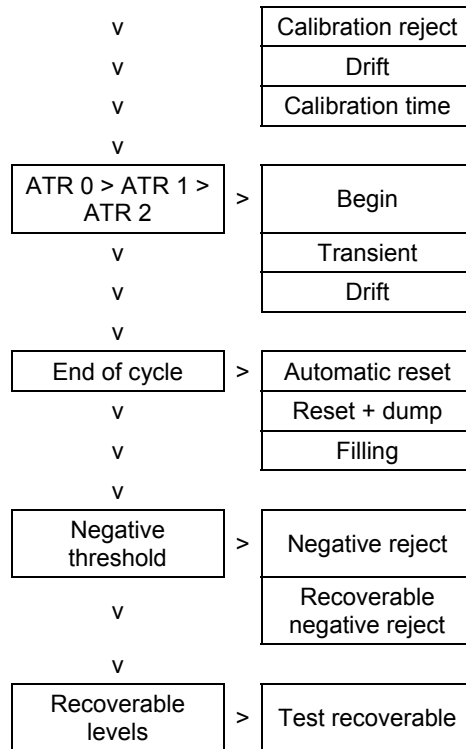 v Calibration reject
v Drift
v Calibration time
v
ATR 0 > ATR 1 >
ATR 2
> Begin
v Transient
v Drift
v
End of cycle > Automatic reset
v Reset + dump
v Filling
v
Negative
threshold
> Negative reject
v Recoverable
negative reject
v
Recoverable
levels
> Test recoverable